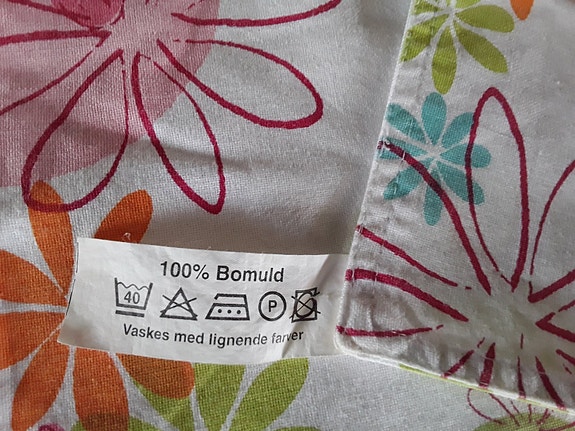 100% Bomuld
40 P
Vaskes med lignende farver